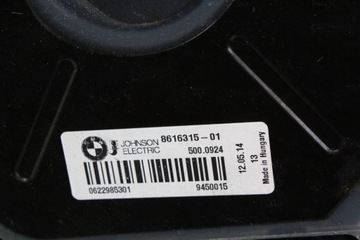 JOHNSON 8616315-01
ELECTRIC 500.0924
0622985301 9450015
12.05.14
13
Made in Hungary